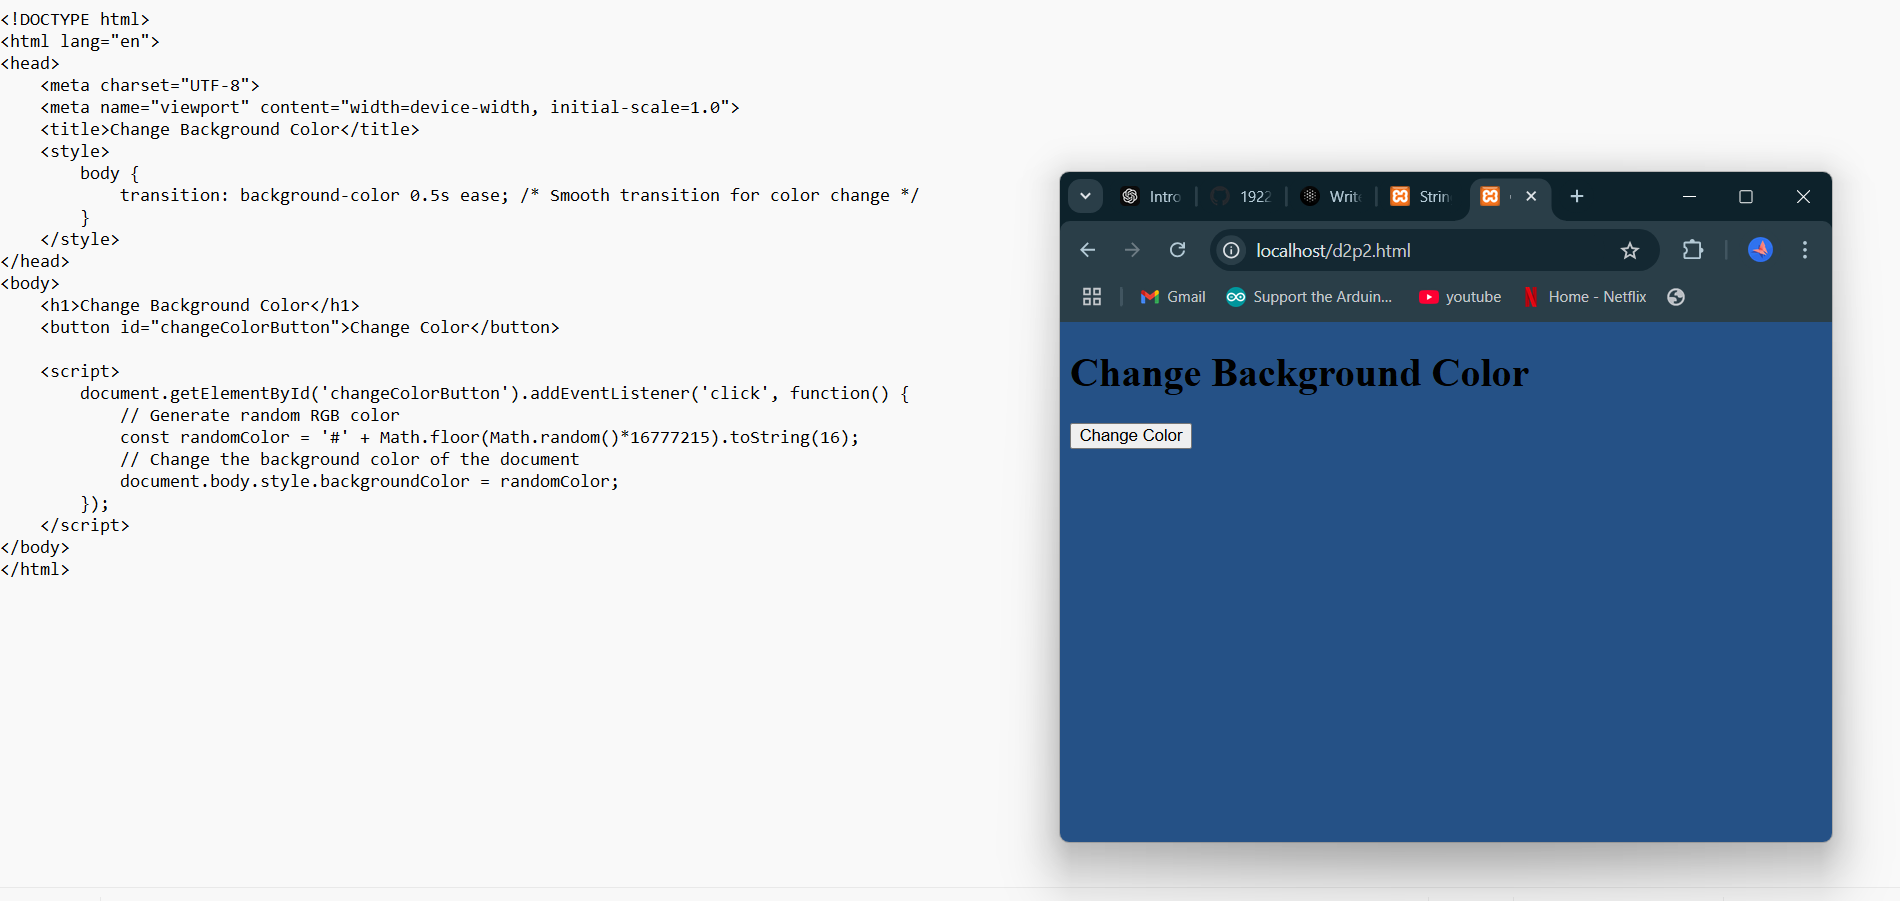 <!DOCTYPE html>
<html lang="en">
<head>
    <meta charset="UTF-8">
    <meta name="viewport" content="width=device-width, initial-scale=1.0">
    <title>Change Background Color</title>
    <style>
        body {
            transition: background-color 0.5s ease; /* Smooth transition for color change */
        }
    </style>
</head>
<body>
    <h1>Change Background Color</h1>
    <button id="changeColorButton">Change Color</button>

    <script>
        document.getElementById('changeColorButton').addEventListener('click', function() {
            // Generate random RGB color
            const randomColor = '#' + Math.floor(Math.random()*16777215).toString(16);
            // Change the background color of the document
            document.body.style.backgroundColor = randomColor;
        });
    </script>
</body>
</html>
Intro 1922 Write String
localhost/d2p2.html
Gmail Support the Arduin... youtube Home - Netflix
Change Background Color
Change Color